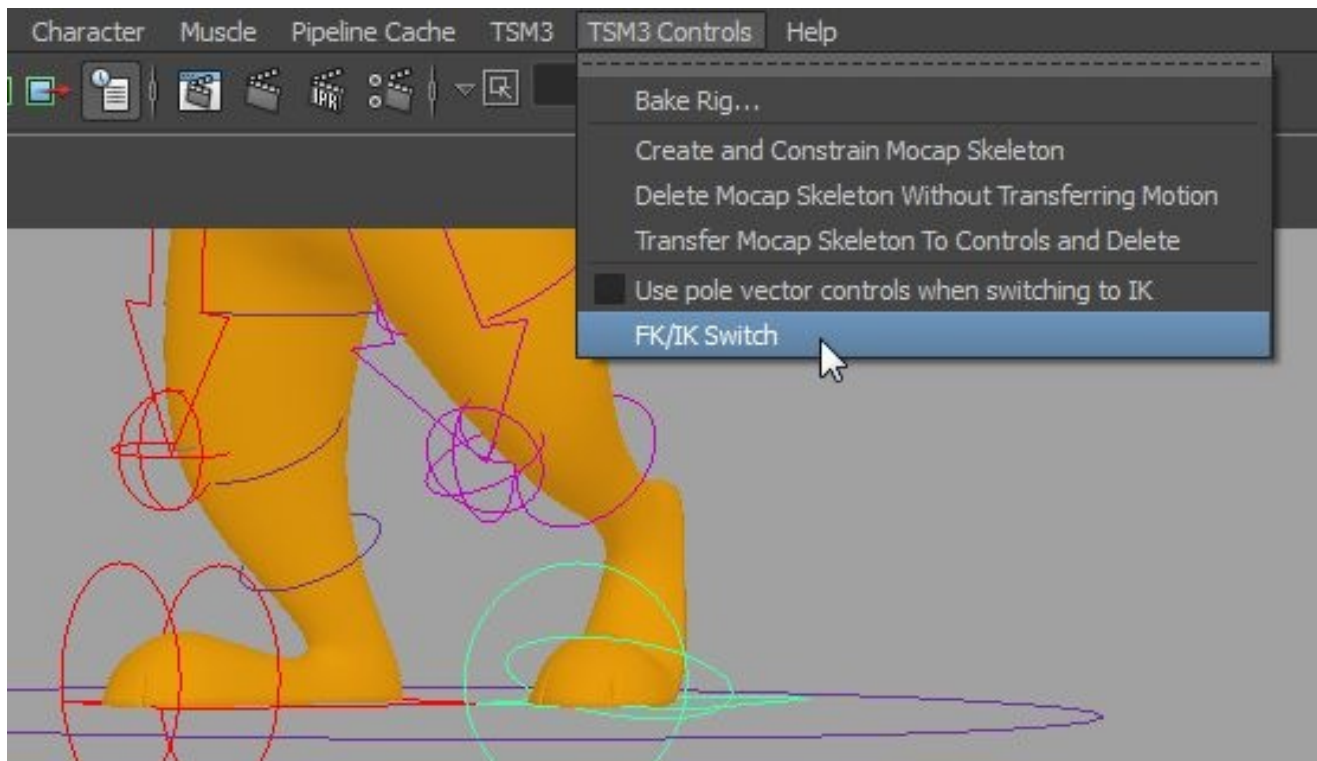 Character Muscle Pipeline Cache TSM3 TSM3 Controls Help
IPR
Bake Rig...
Create and Constrain Mocap Skeleton
Delete Mocap Skeleton Without Transferring Motion
Transfer Mocap Skeleton To Controls and Delete
Use pole vector controls when switching to IK
FK/IK Switch